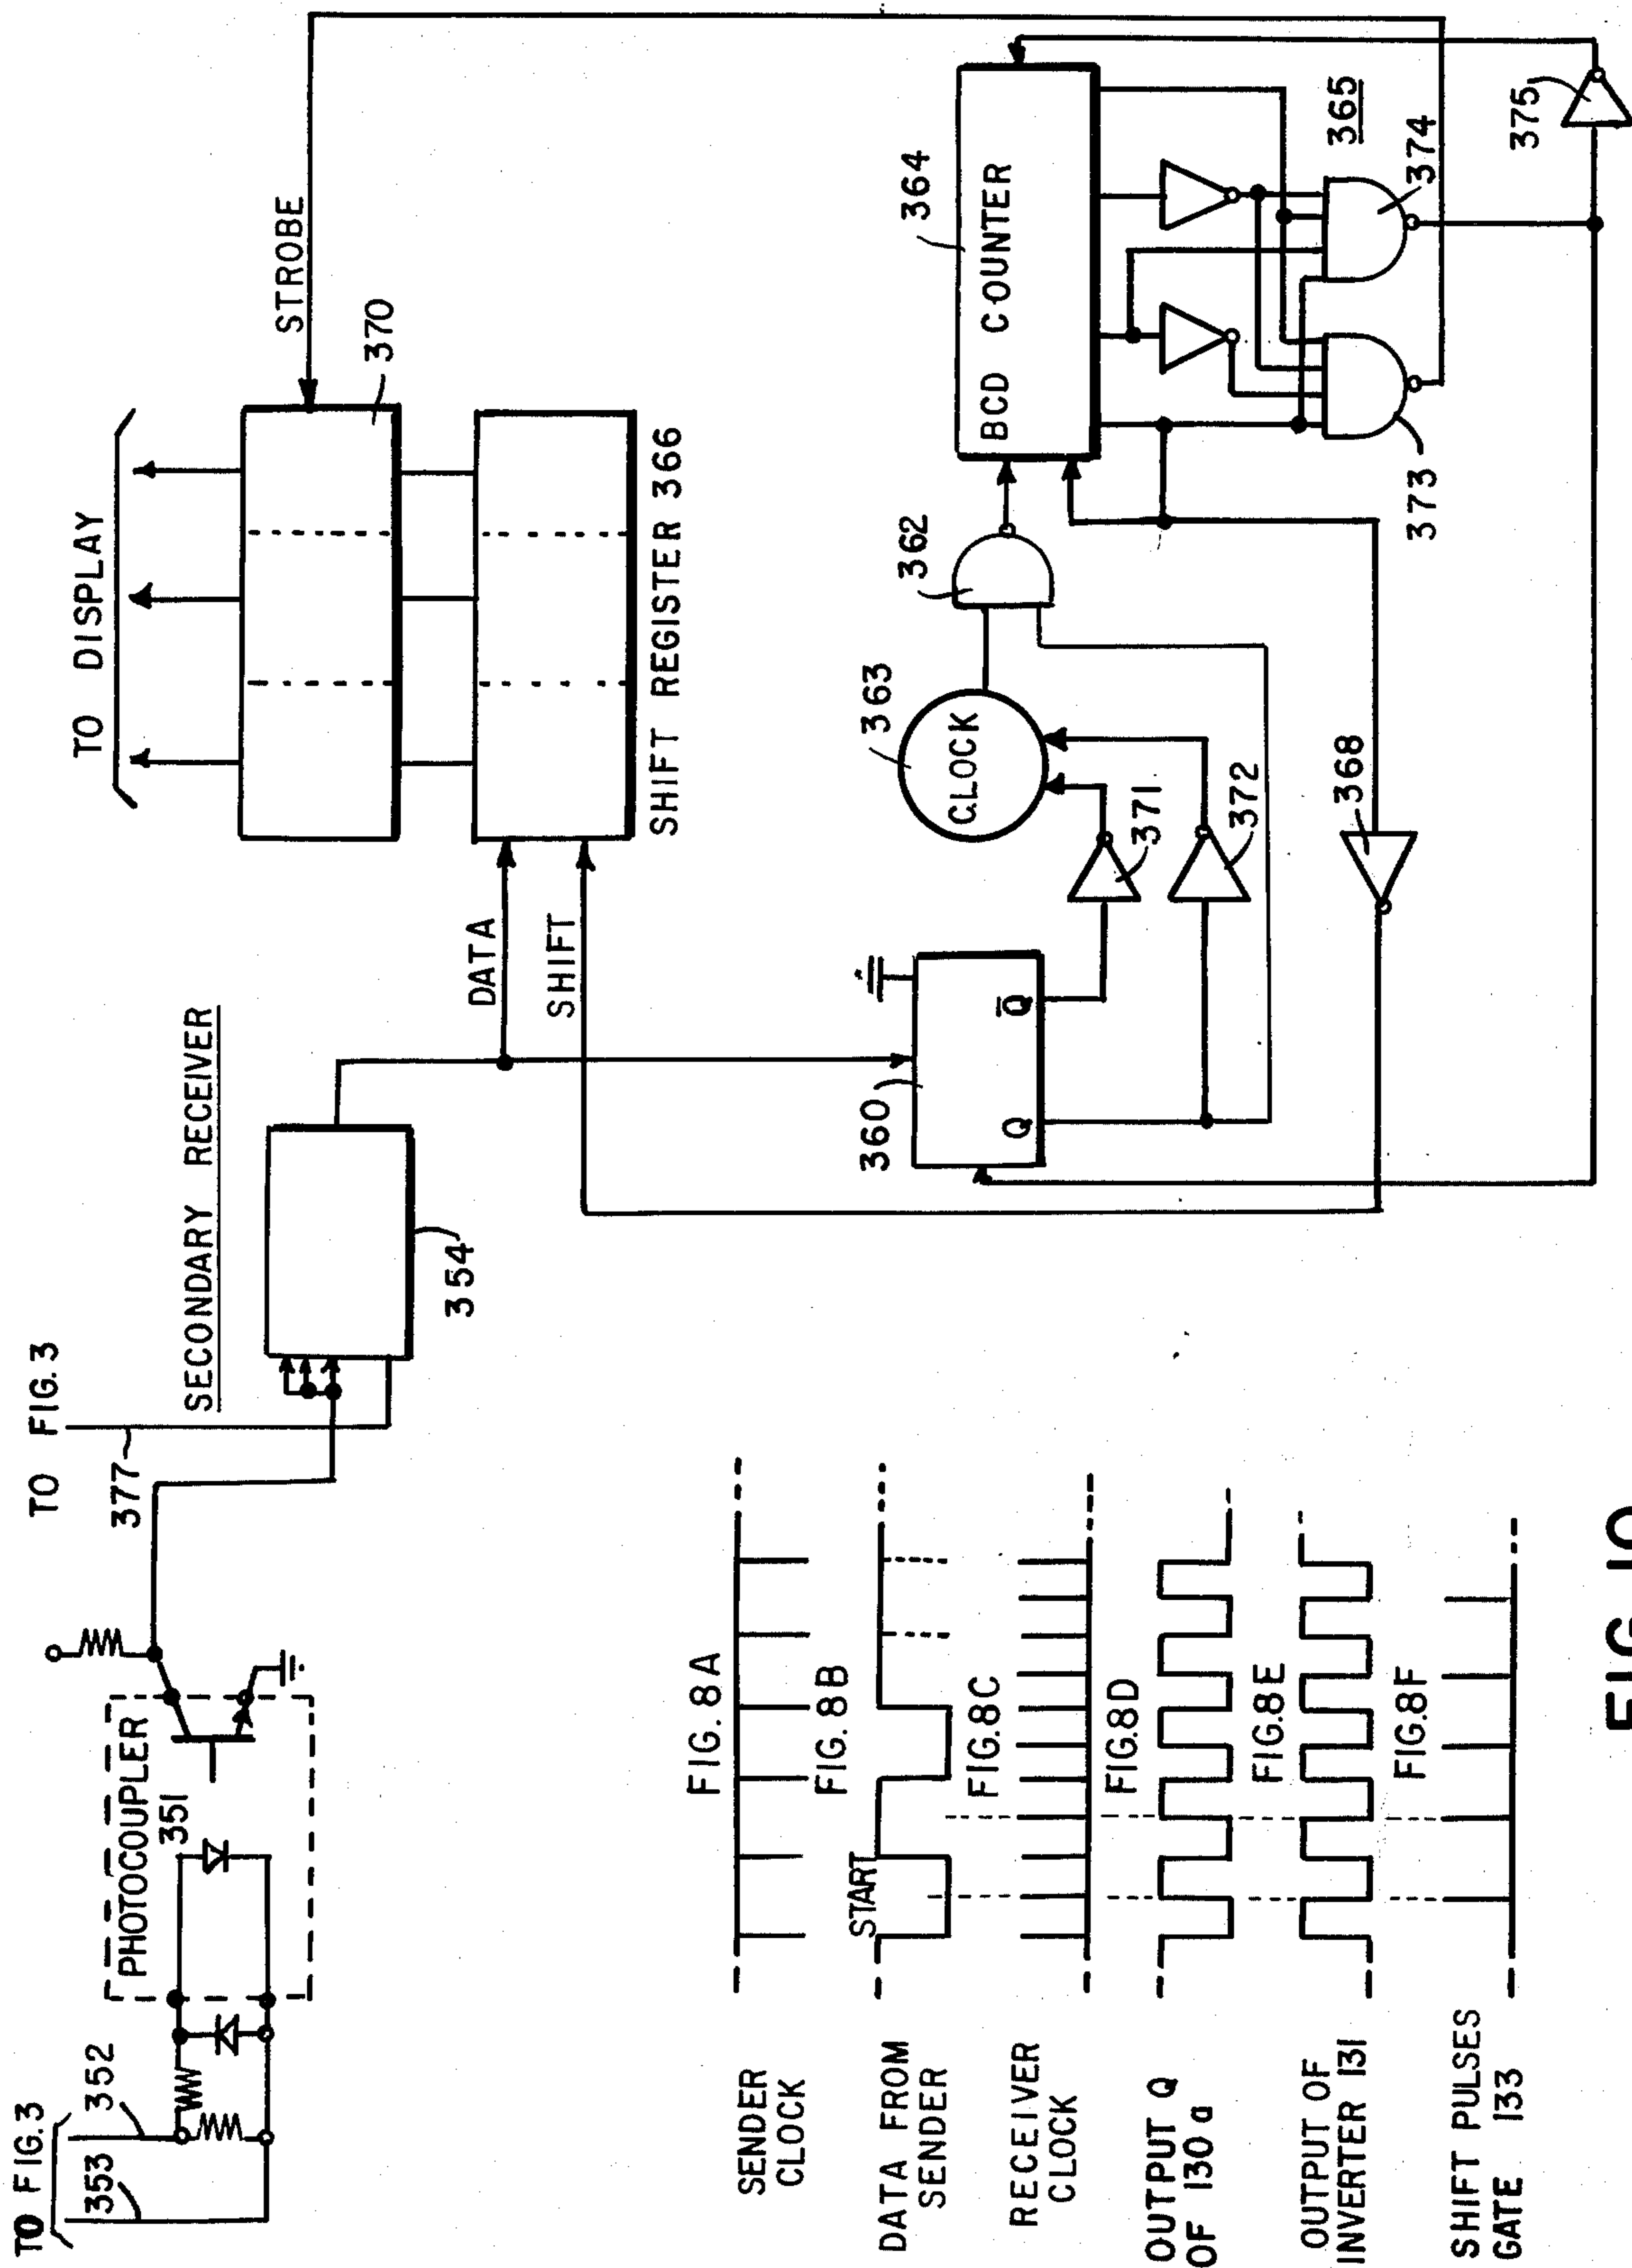 TO FIG.3
352
353
PHOTOCOUPLER
351
TO FIG.3
377
SECONDARY RECEIVER
354
DATA
SHIFT
TO DISPLAY
STROBE
370
SHIFT REGISTER 366
360
Q
Q̅
371
372
CLOCK
363
362
BCD COUNTER
364
365
373
374
375
368
SENDER
CLOCK
FIG.8A
DATA FROM
SENDER
START
FIG.8B
RECEIVER
CLOCK
FIG.8C
OUTPUT Q
OF 130a
FIG.8D
OUTPUT OF
INVERTER 131
FIG.8E
SHIFT PULSES
GATE 133
FIG.8F
FIG.10